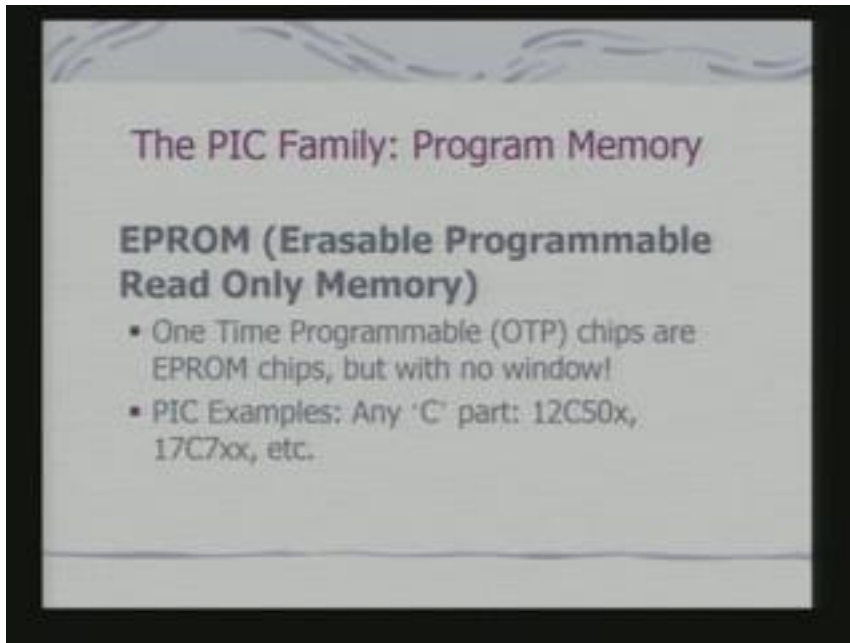 The PIC Family: Program Memory
EPROM (Erasable Programmable
Read Only Memory)
▪ One Time Programmable (OTP) chips are
EPROM chips, but with no window!
▪ PIC Examples: Any 'C' part: 12C50x,
17C7xx, etc.